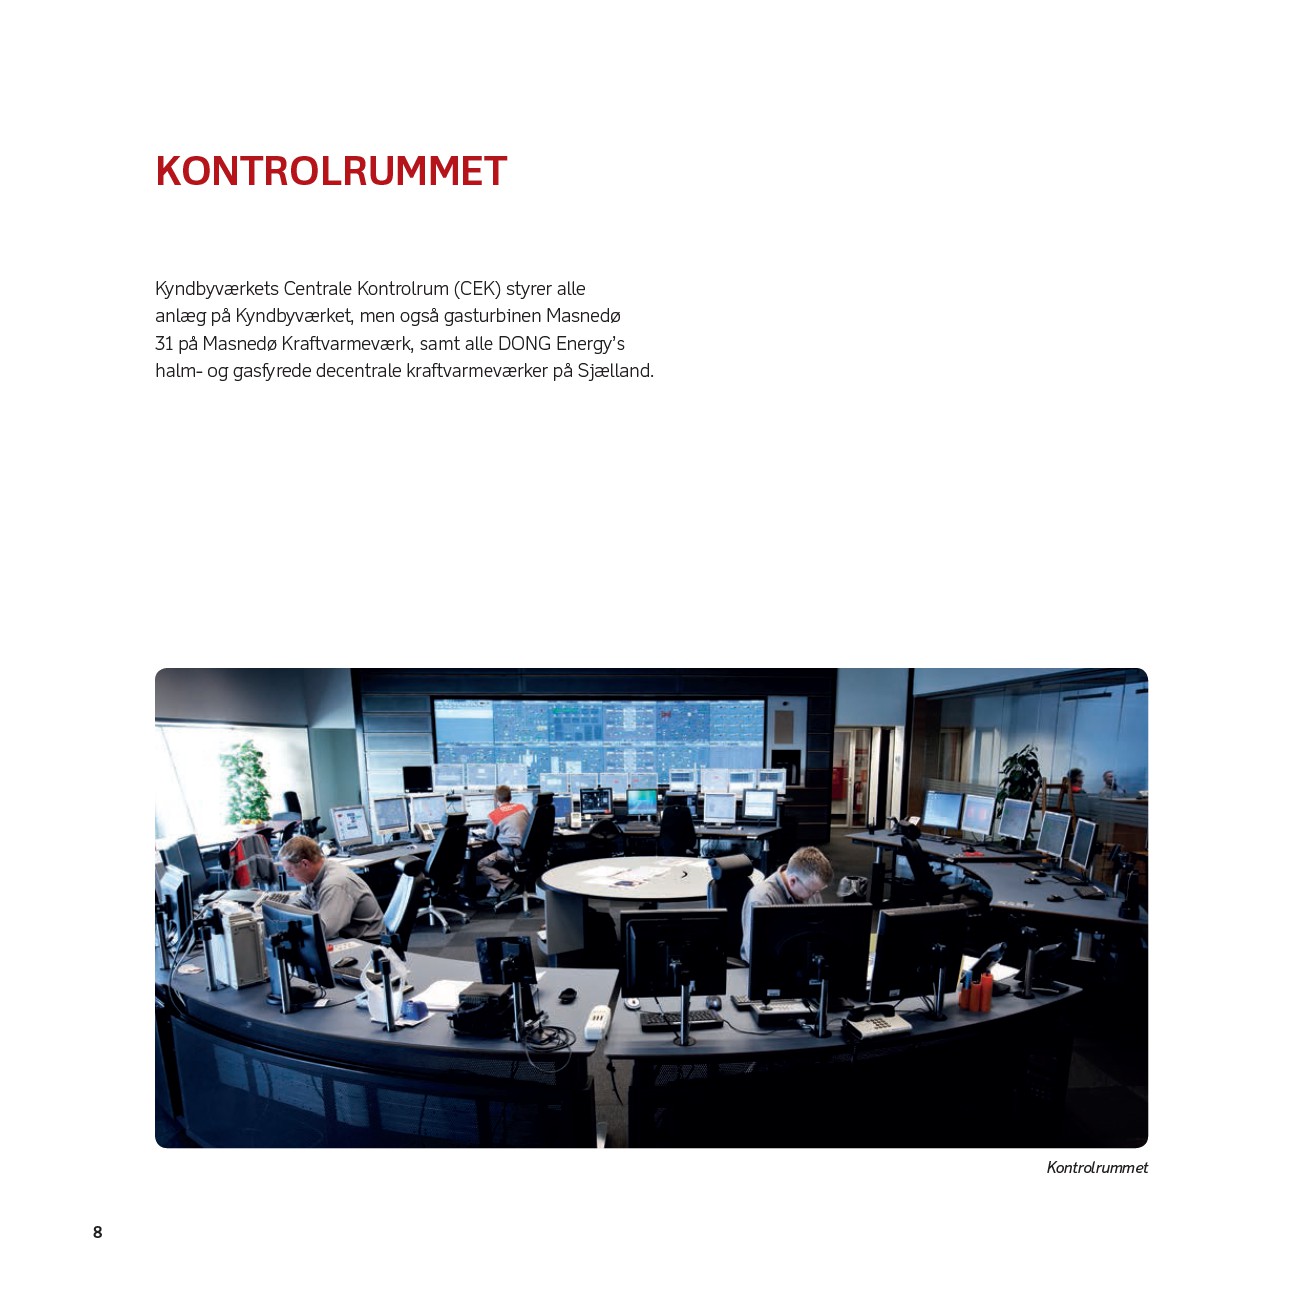 KONTROLRUMMET
Kyndbyværkets Centrale Kontrolrum (CEK) styrer alle
anlæg på Kyndbyværket, men også gasturbinen Masnedø
31 på Masnedø Kraftvarmeværk, samt alle DONG Energy’s
halm- og gasfyrede decentrale kraftvarmeværker på Sjælland.
Kontrolrummet
8